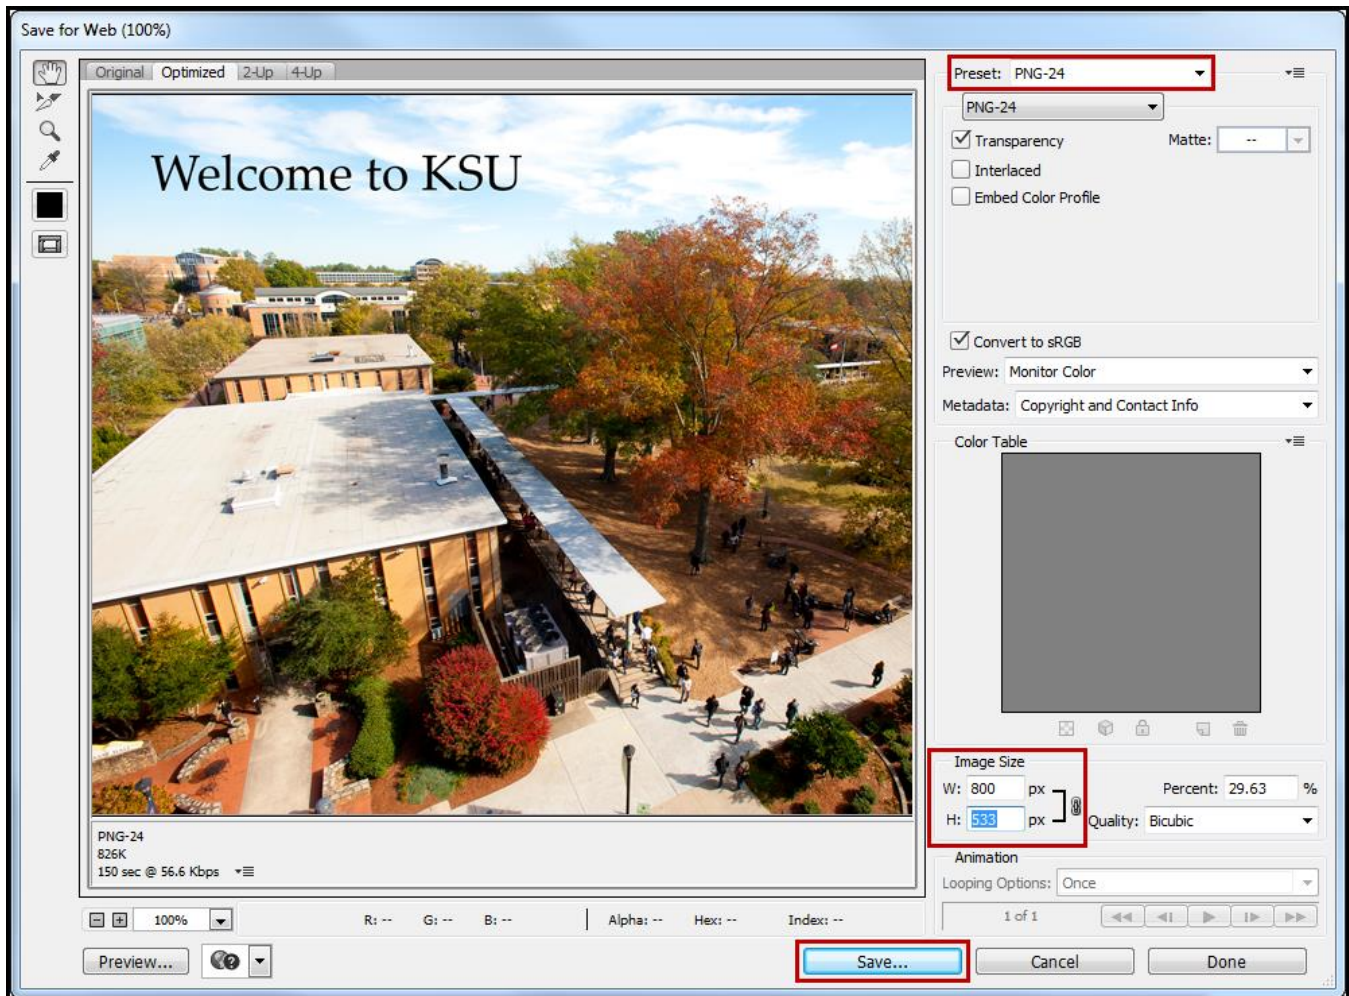 Save for Web (100%)
Original Optimized 2-Up 4-Up
Welcome to KSU
PNG-24
826K
150 sec @ 56.6 Kbps
100%
R: -- G: -- B: -- Alpha: -- Hex: -- Index: --
Preview...
Preset: PNG-24
PNG-24
Transparency Matte: --
Interlaced
Embed Color Profile
Convert to sRGB
Preview: Monitor Color
Metadata: Copyright and Contact Info
Color Table
Image Size
W: 800 px Percent: 29.63 %
H: 533 px Quality: Bicubic
Animation
Looping Options: Once
1 of 1
Save... Cancel Done